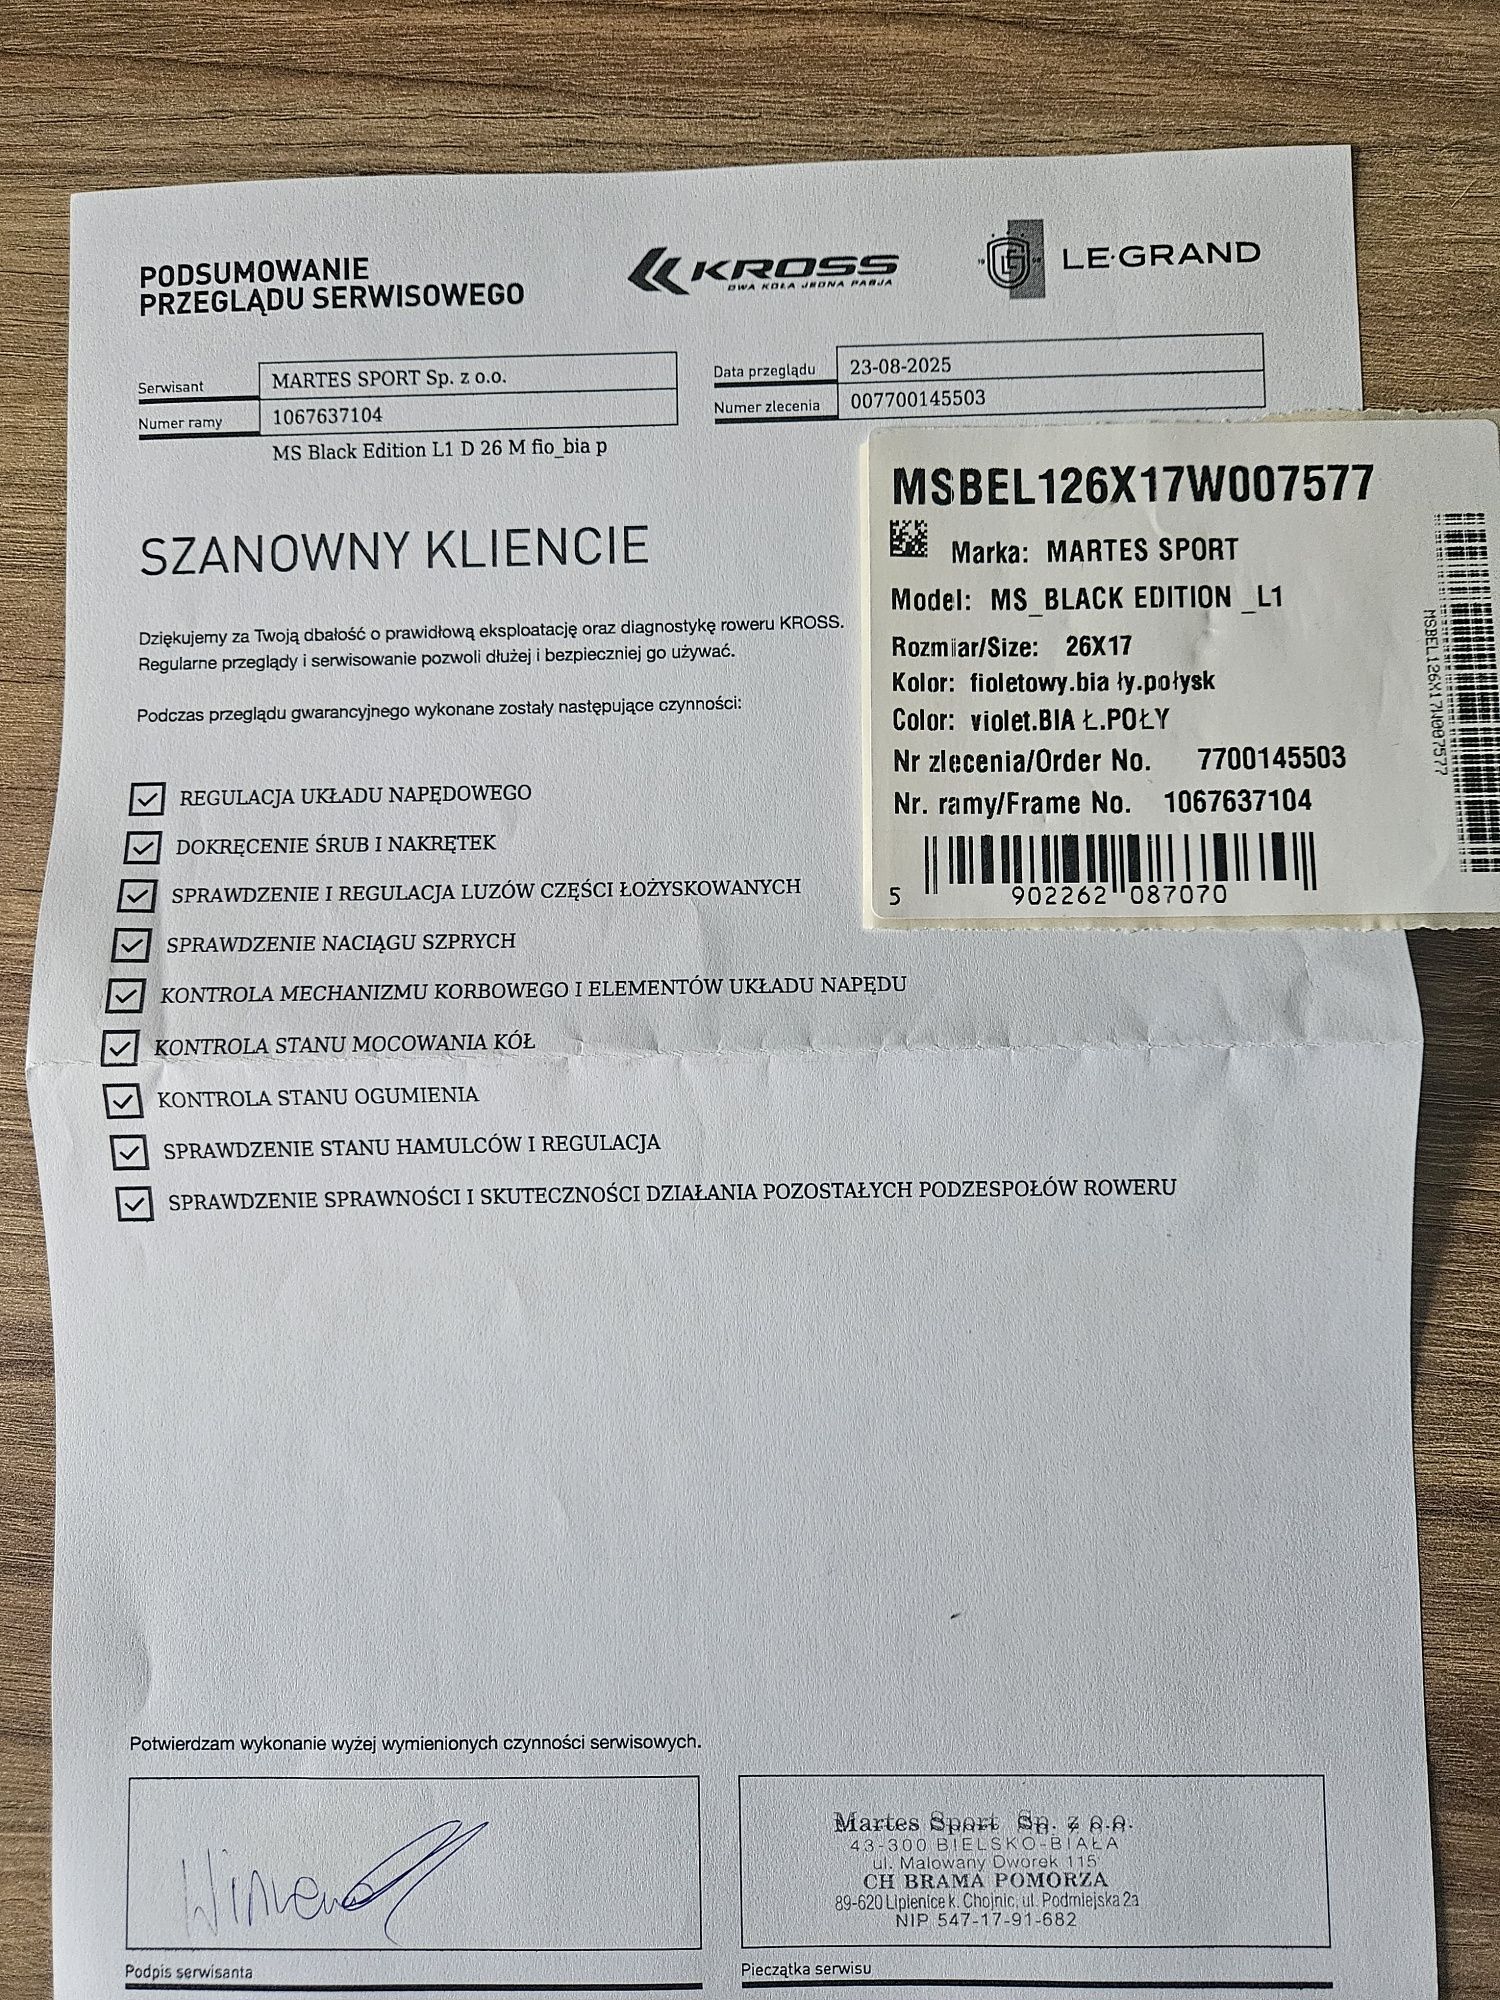 PODSUMOWANIE
PRZEGLĄDU SERWISOWEGO
KROSS
DWA KOŁA JEDNA PASJA
LE·GRAND
Serwisant
MARTES SPORT Sp. z o.o.
Numer ramy
1067637104
MS Black Edition L1 D 26 M fio_bia p
Data przeglądu
23-08-2025
Numer zlecenia
007700145503
MSBEL126X17W007577
Marka: MARTES SPORT
Model: MS_BLACK EDITION _L1
Rozmiar/Size: 26X17
Kolor: fioletowy.bia ły.połysk
Color: violet.BIA Ł.POŁY
Nr zlecenia/Order No. 7700145503
Nr. ramy/Frame No. 1067637104
5 902262 087070
MSBEL126X17W007577
SZANOWNY KLIENCIE
Dziękujemy za Twoją dbałość o prawidłową eksploatację oraz diagnostykę roweru KROSS.
Regularne przeglądy i serwisowanie pozwoli dłużej i bezpieczniej go używać.
Podczas przeglądu gwarancyjnego wykonane zostały następujące czynności:
REGULACJA UKŁADU NAPĘDOWEGO
DOKRĘCENIE ŚRUB I NAKRĘTEK
SPRAWDZENIE I REGULACJA LUZÓW CZĘŚCI ŁOŻYSKOWANYCH
SPRAWDZENIE NACIĄGU SZPRYCH
KONTROLA MECHANIZMU KORBOWEGO I ELEMENTÓW UKŁADU NAPĘDU
KONTROLA STANU MOCOWANIA KÓŁ
KONTROLA STANU OGUMIENIA
SPRAWDZENIE STANU HAMULCÓW I REGULACJA
SPRAWDZENIE SPRAWNOŚCI I SKUTECZNOŚCI DZIAŁANIA POZOSTAŁYCH PODZESPOŁÓW ROWERU
Potwierdzam wykonanie wyżej wymienionych czynności serwisowych.
Martes Sport Sp. z o.o.
43-300 BIELSKO-BIAŁA
ul. Malowany Dworek 115
CH BRAMA POMORZA
89-620 Lipienice k. Chojnic, ul. Podmiejska 2a
NIP 547-17-91-682
Podpis serwisanta
Pieczątka serwisu